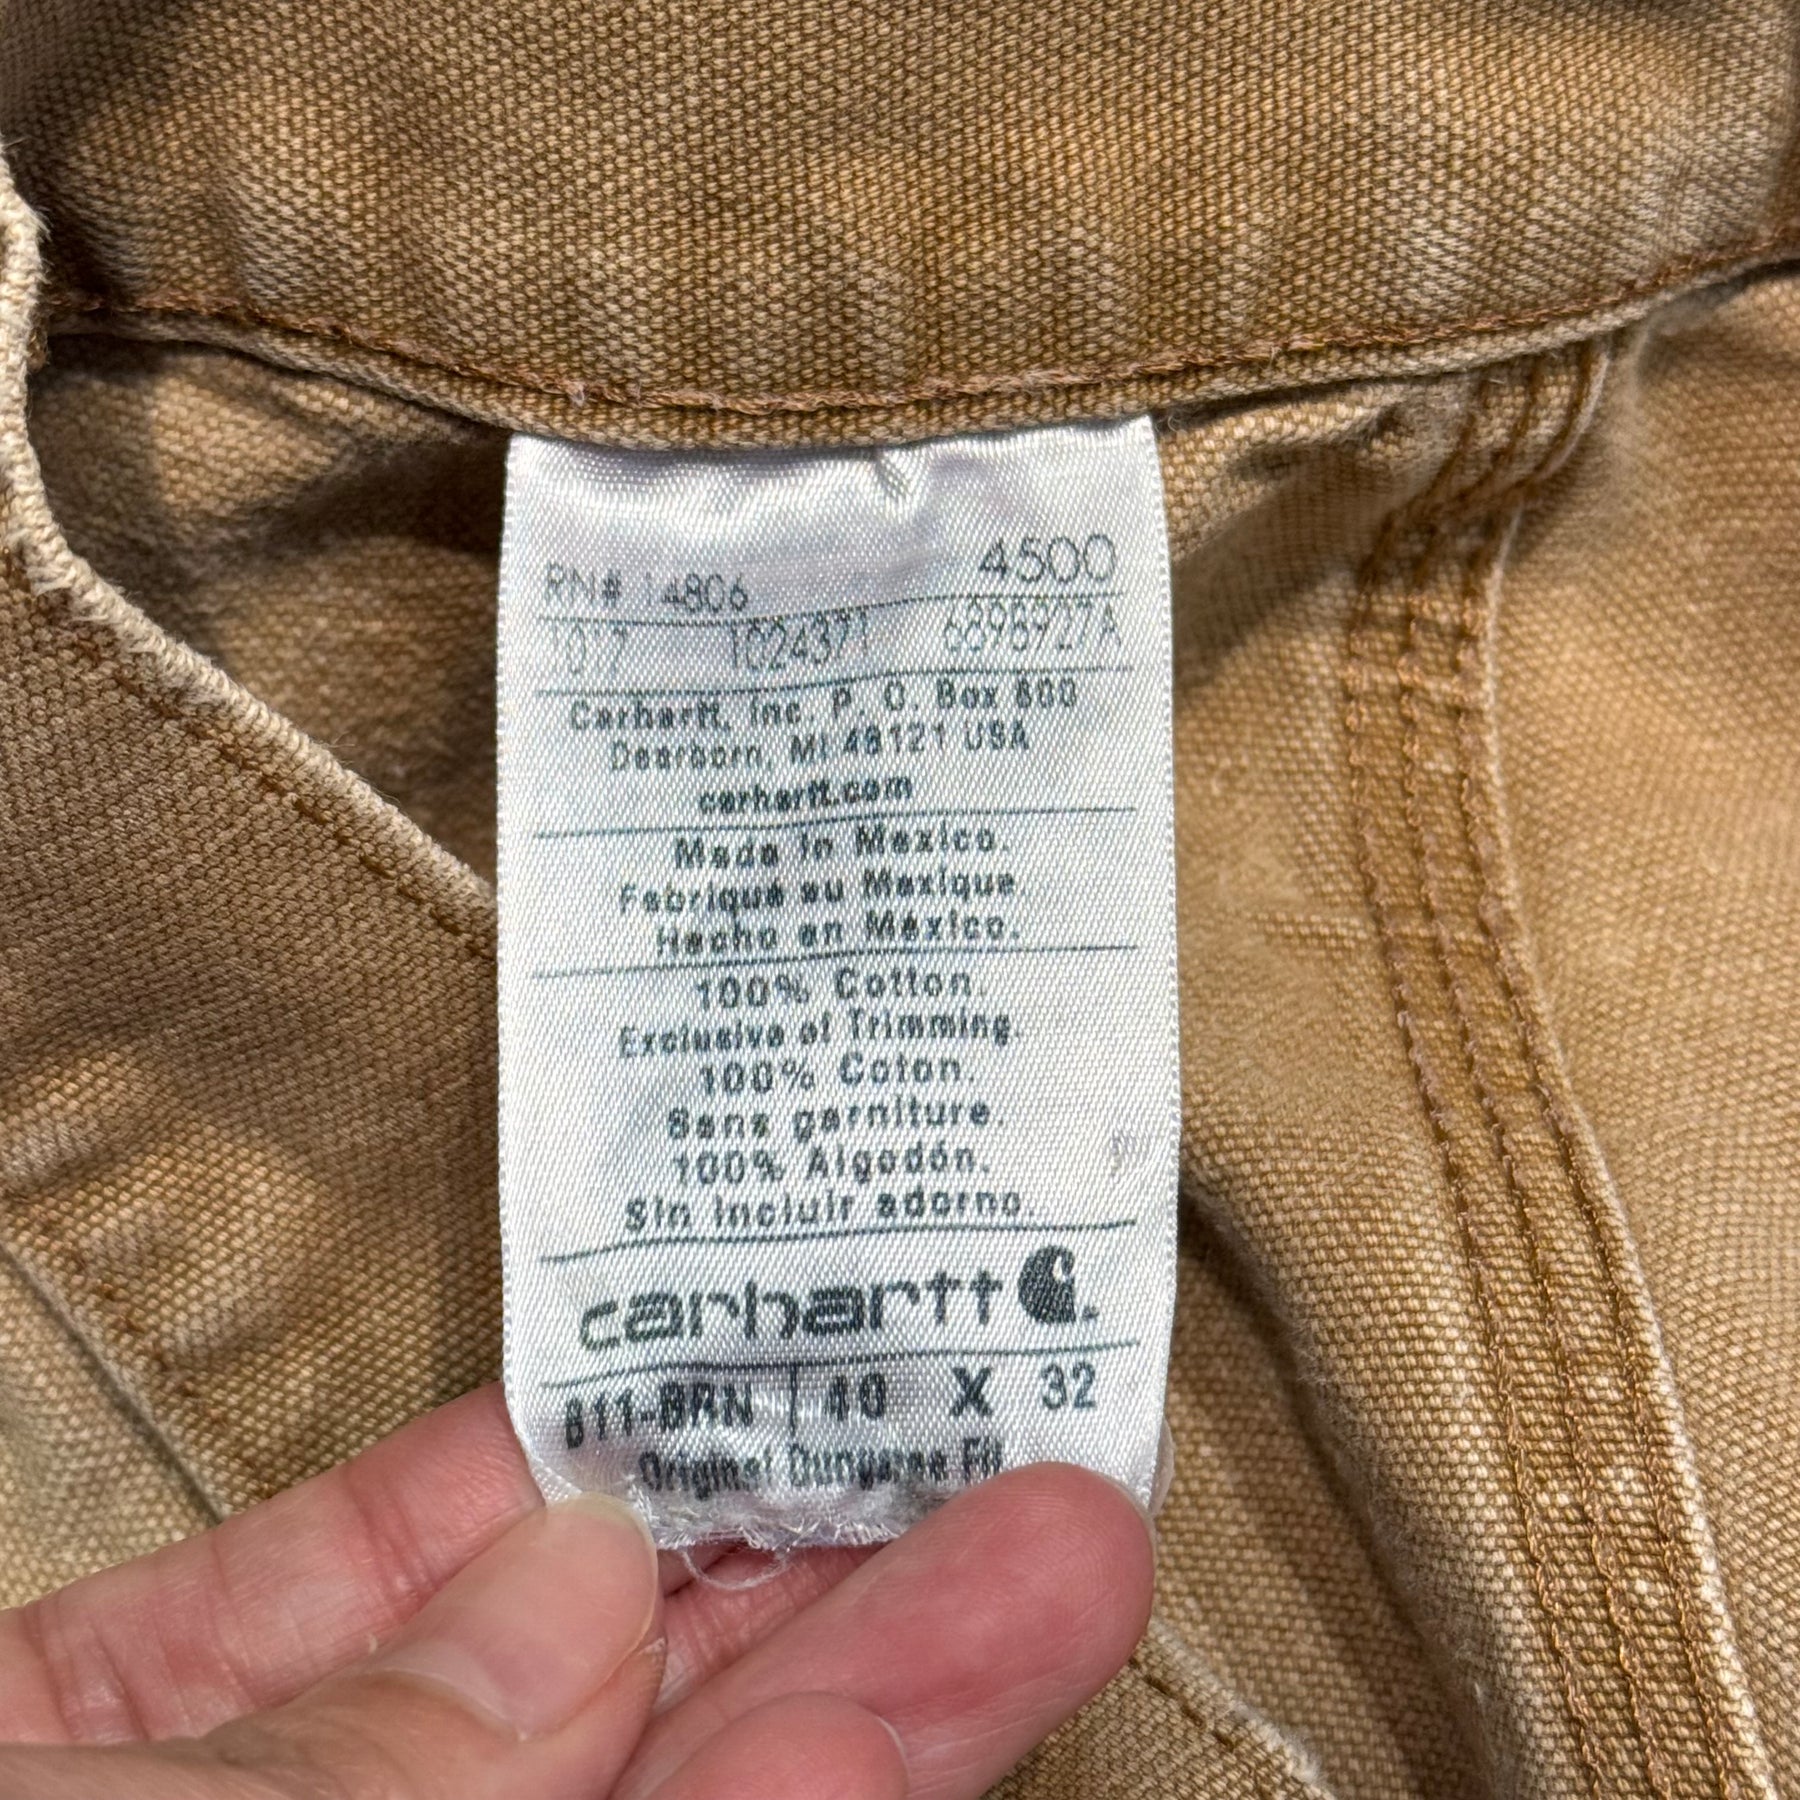 RN# 14806 4500
1017 1024371 6898927A
Carhartt, Inc. P. O. Box 600
Dearborn, MI 48121 USA
carhartt.com
Made in Mexico.
Fabriqué au Mexique
Hecho en México.
100% Cotton.
Exclusive of Trimming.
100% Coton.
Sans garniture.
100% Algodón.
Sin incluir adorno.
carhartt
B11-BRN | 40 X 32
Original Dungaree Fit